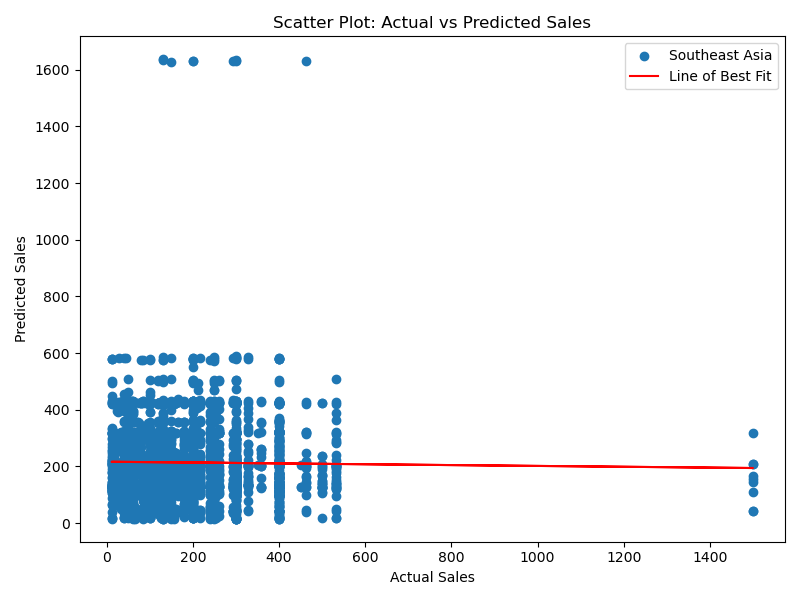 Scatter Plot: Actual vs Predicted Sales
Southeast Asia
Line of Best Fit
1600
1400
1200
1000
800
600
400
200
0
Predicted Sales
0 200 400 600 800 1000 1200 1400
Actual Sales